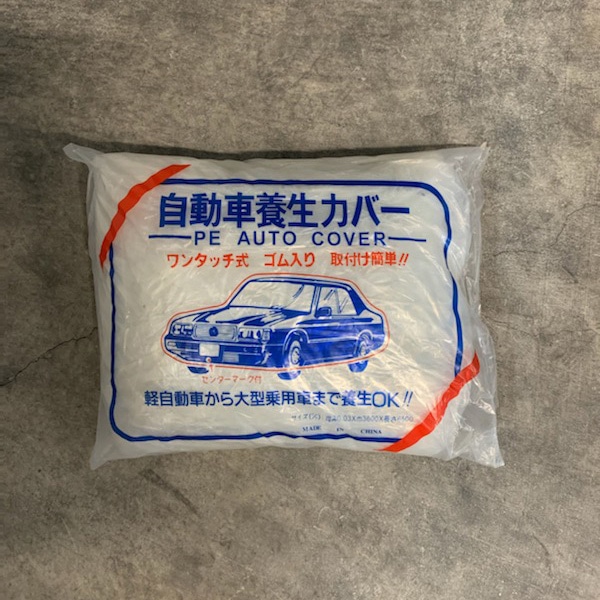 自動車養生カバー
PE AUTO COVER
ワンタッチ式 ゴム入り 取付け簡単!!
センターマーク付
軽自動車から大型乗用車まで養生OK!!
MADE IN CHINA